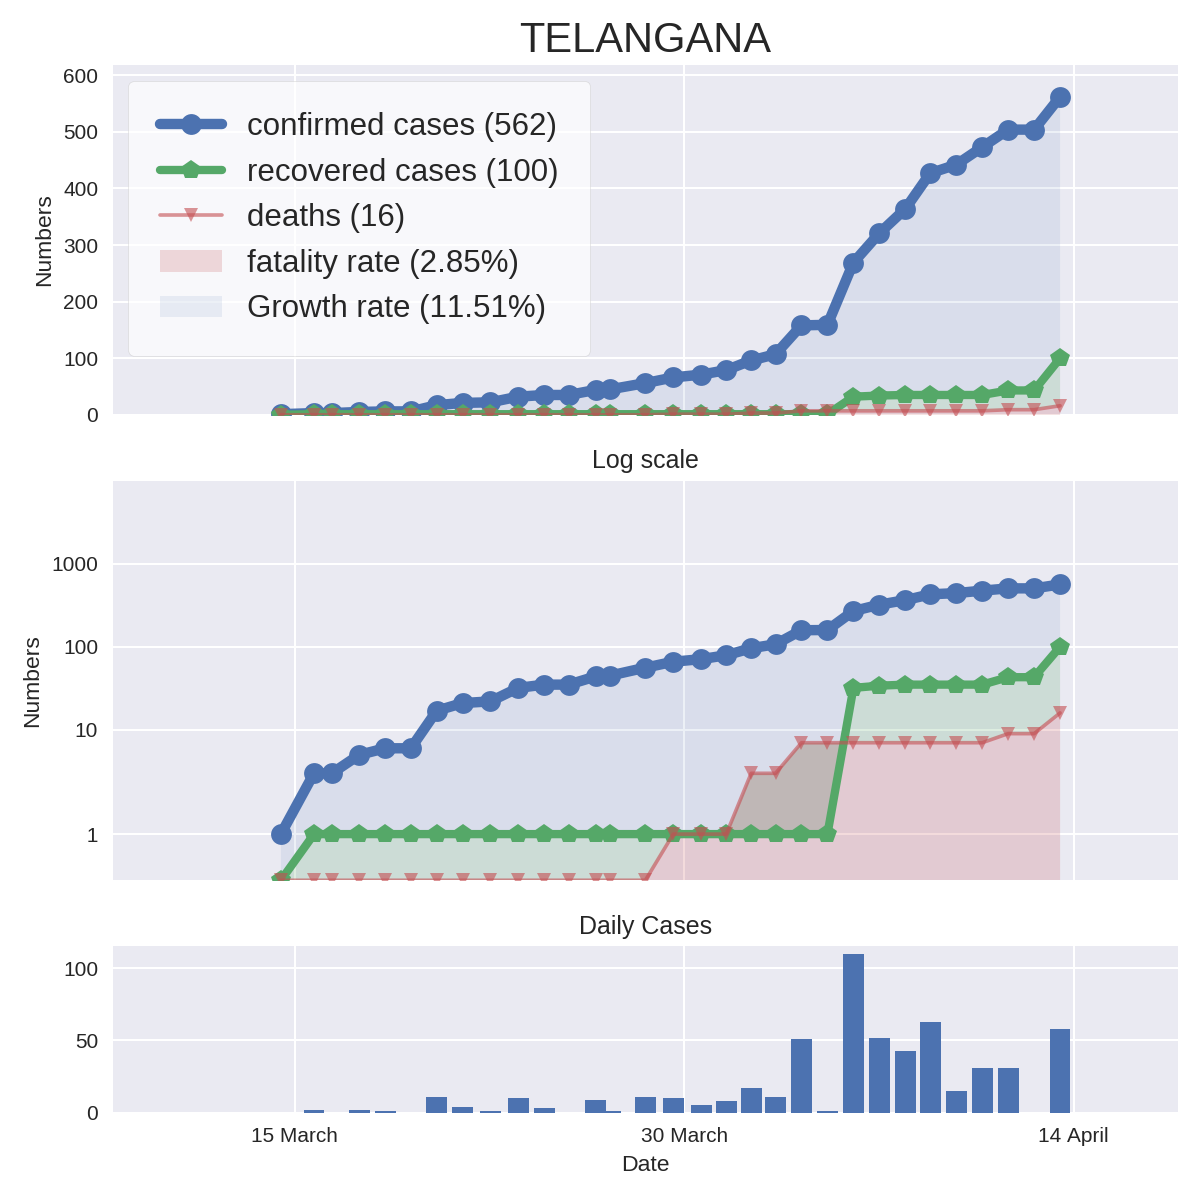 TELANGANA
600
500
400
300
200
100
0
Numbers
confirmed cases (562)
recovered cases (100)
deaths (16)
fatality rate (2.85%)
Growth rate (11.51%)
Log scale
1000
100
10
1
Numbers
Daily Cases
100
50
0
15 March
30 March
14 April
Date